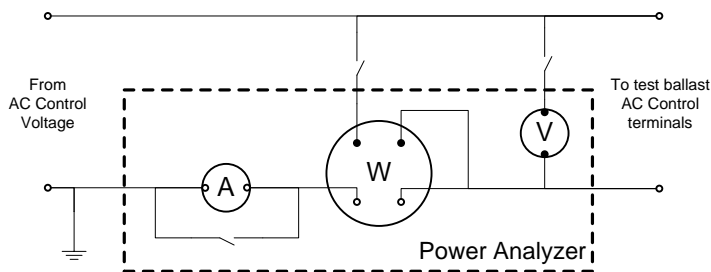 From
AC Control
Voltage
To test ballast
AC Control
terminals
A
W
V
Power Analyzer